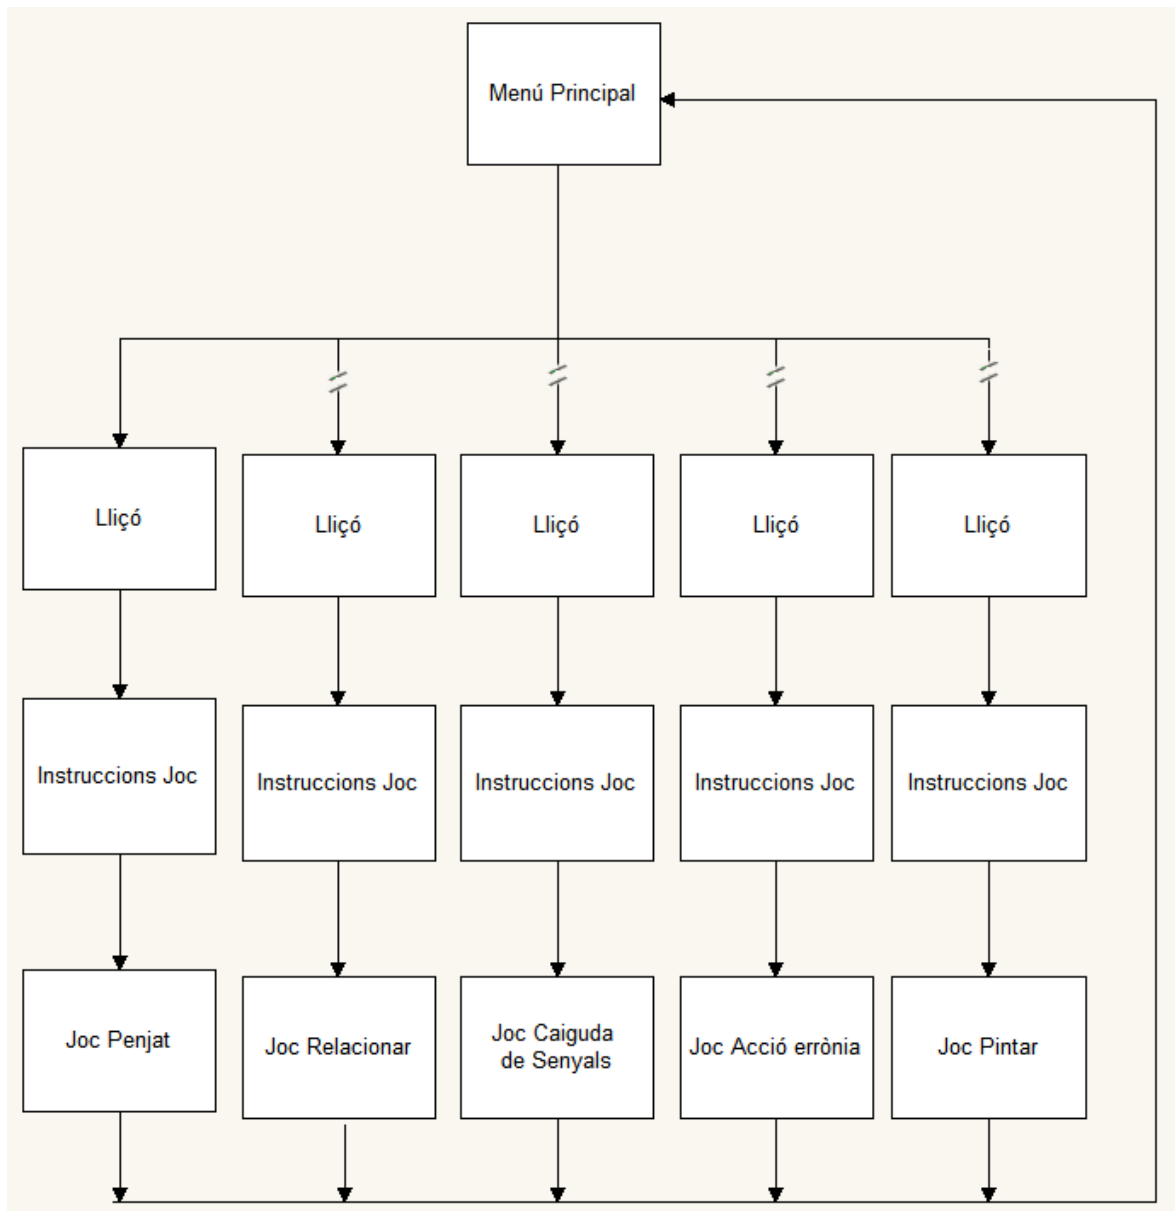 Menú Principal
Lliçó
Lliçó
Lliçó
Lliçó
Lliçó
Instruccions Joc
Instruccions Joc
Instruccions Joc
Instruccions Joc
Instruccions Joc
Joc Penjat
Joc Relacionar
Joc Caiguda
de Senyals
Joc Acció errònia
Joc Pintar